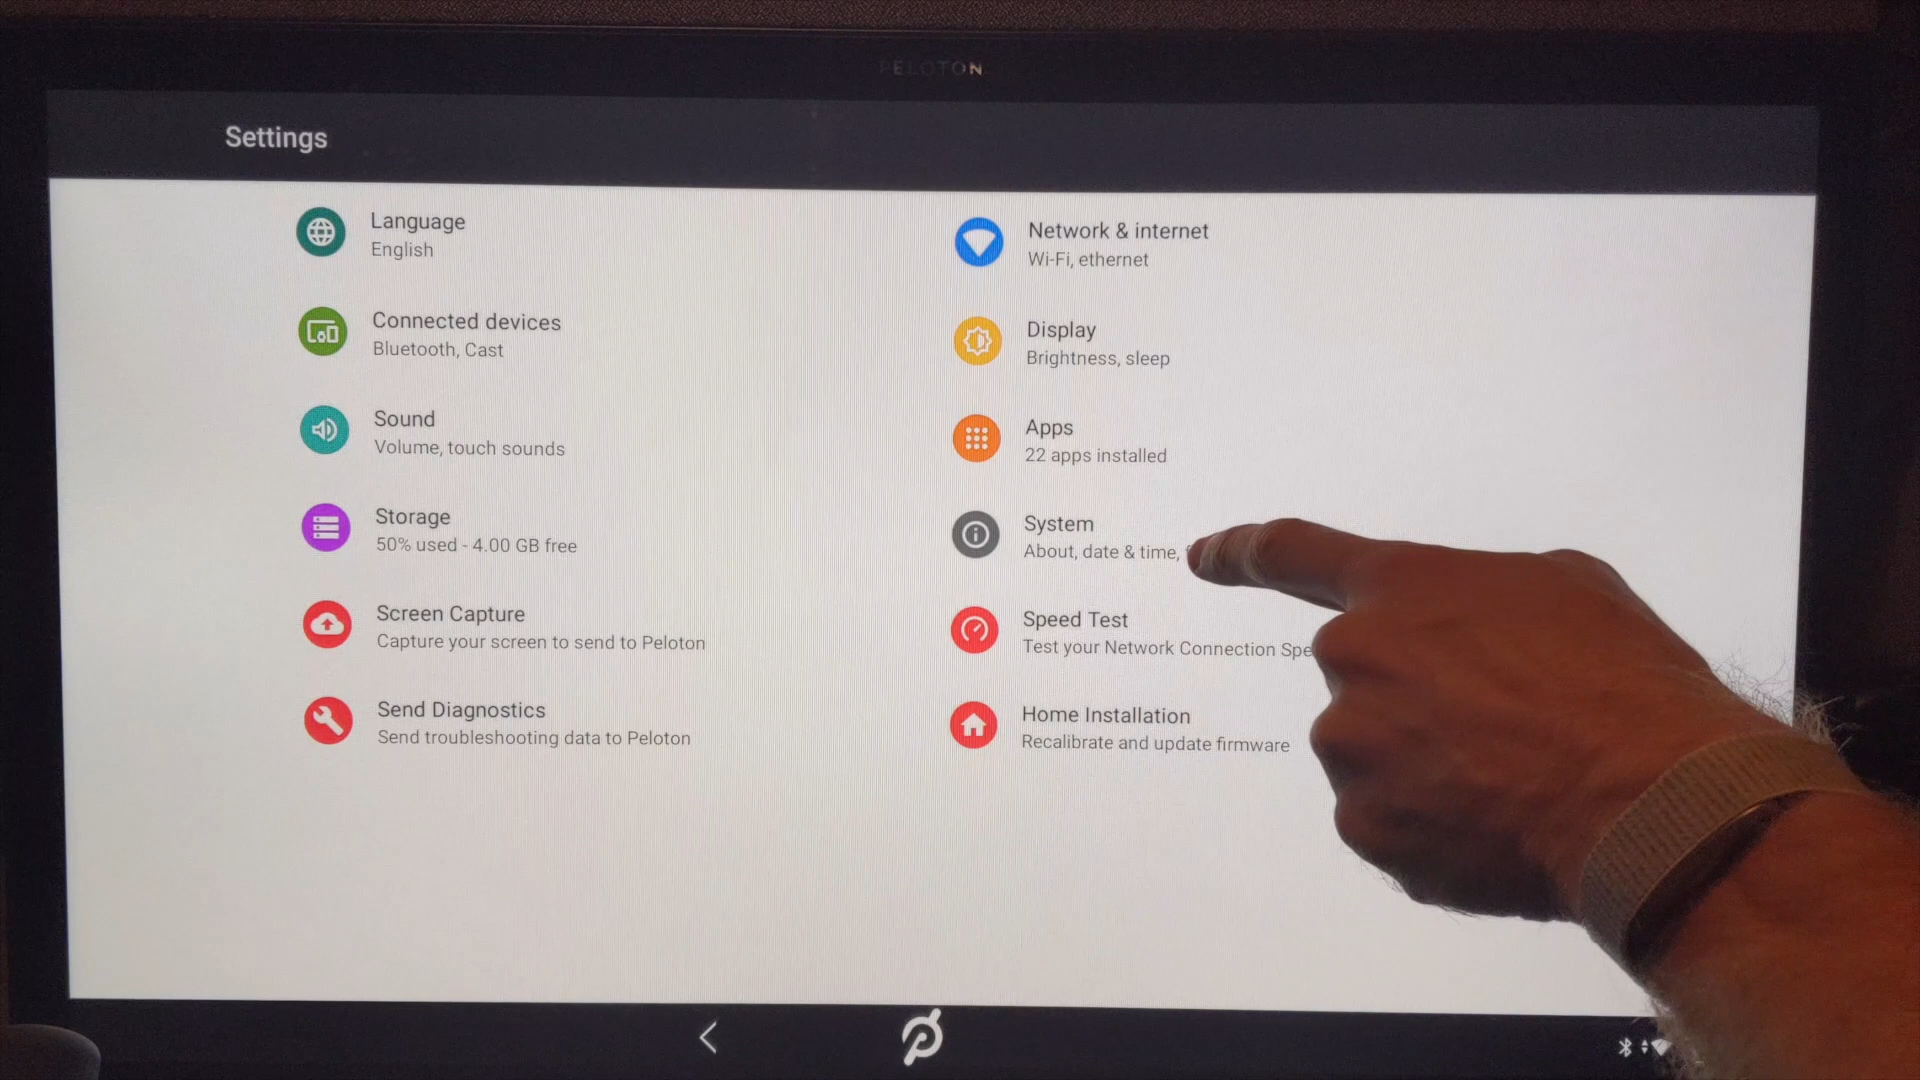 PELOTON
Settings
Language
English
Network & internet
Wi-Fi, ethernet
Connected devices
Bluetooth, Cast
Display
Brightness, sleep
Sound
Volume, touch sounds
Apps
22 apps installed
Storage
50% used - 4.00 GB free
System
About, date & time,
Screen Capture
Capture your screen to send to Peloton
Speed Test
Test your Network Connection
Send Diagnostics
Send troubleshooting data to Peloton
Home Installation
Recalibrate and update firmware